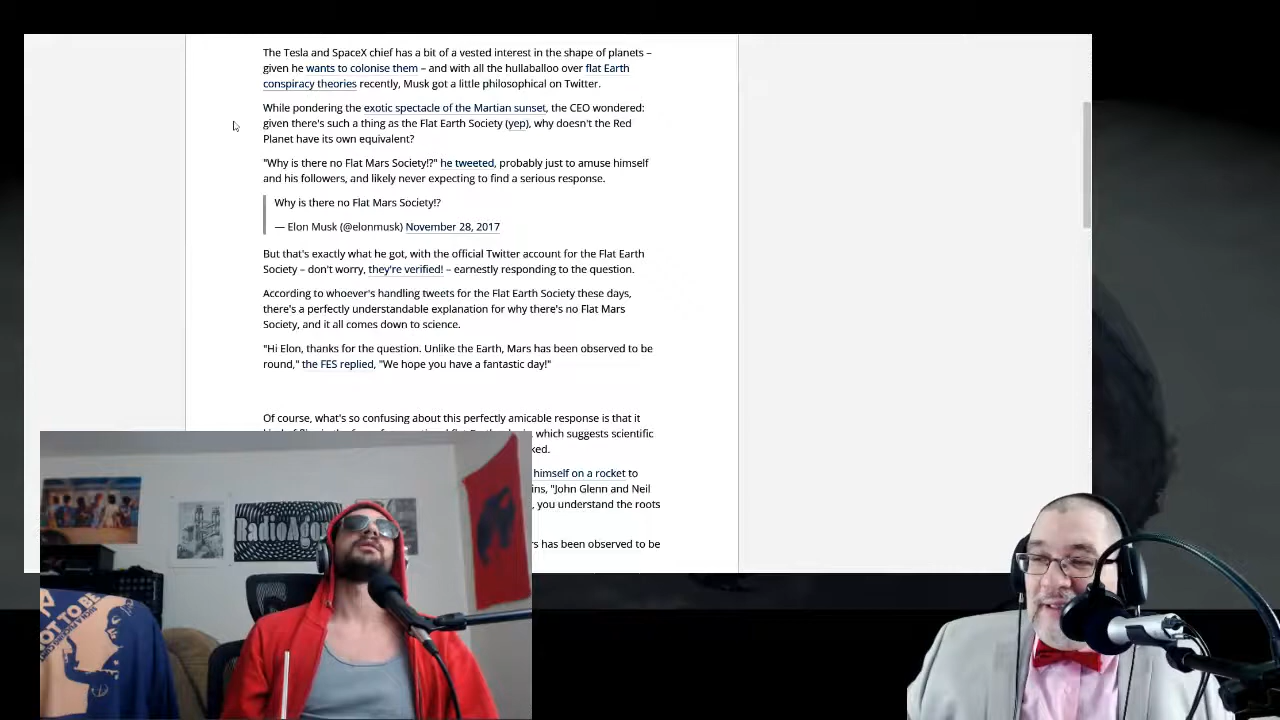 The Tesla and SpaceX chief has a bit of a vested interest in the shape of planets –
given he wants to colonise them – and with all the hullaballoo over flat Earth
conspiracy theories recently, Musk got a little philosophical on Twitter.
While pondering the exotic spectacle of the Martian sunset, the CEO wondered:
given there's such a thing as the Flat Earth Society (yep), why doesn't the Red
Planet have its own equivalent?
"Why is there no Flat Mars Society!?" he tweeted, probably just to amuse himself
and his followers, and likely never expecting to find a serious response.
Why is there no Flat Mars Society!?
— Elon Musk (@elonmusk) November 28, 2017
But that's exactly what he got, with the official Twitter account for the Flat Earth
Society – don't worry, they're verified! – earnestly responding to the question.
According to whoever's handling tweets for the Flat Earth Society these days,
there's a perfectly understandable explanation for why there's no Flat Mars
Society, and it all comes down to science.
"Hi Elon, thanks for the question. Unlike the Earth, Mars has been observed to be
round," the FES replied, "We hope you have a fantastic day!"
Of course, what's so confusing about this perfectly amicable response is that it
which suggests scientific
himself on a rocket to
"John Glenn and Neil
, you understand the roots
has been observed to be
NOT TO BE